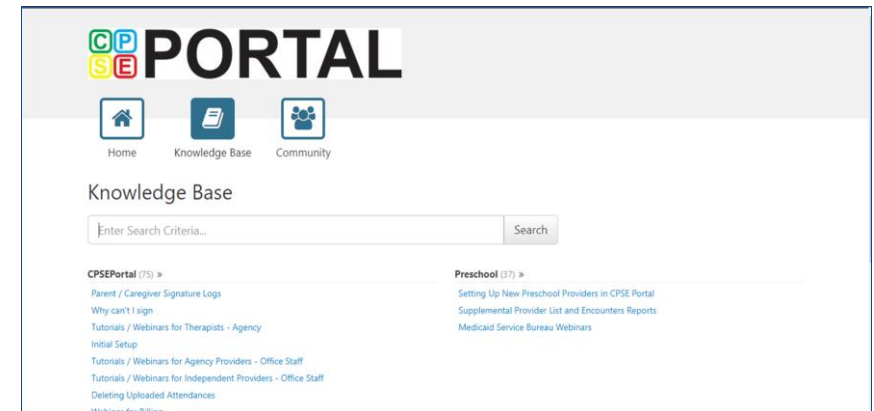 CP
SE PORTAL
Home Knowledge Base Community
Knowledge Base
Enter Search Criteria... Search
CPSEPortal (75) »
Parent / Caregiver Signature Logs
Why can't I sign
Tutorials / Webinars for Therapists - Agency
Initial Setup
Tutorials / Webinars for Agency Providers - Office Staff
Tutorials / Webinars for Independent Providers - Office Staff
Deleting Uploaded Attendances
Webinar for Billing
Preschool (37) »
Setting Up New Preschool Providers in CPSE Portal
Supplemental Provider List and Encounters Reports
Medicaid Service Bureau Webinars